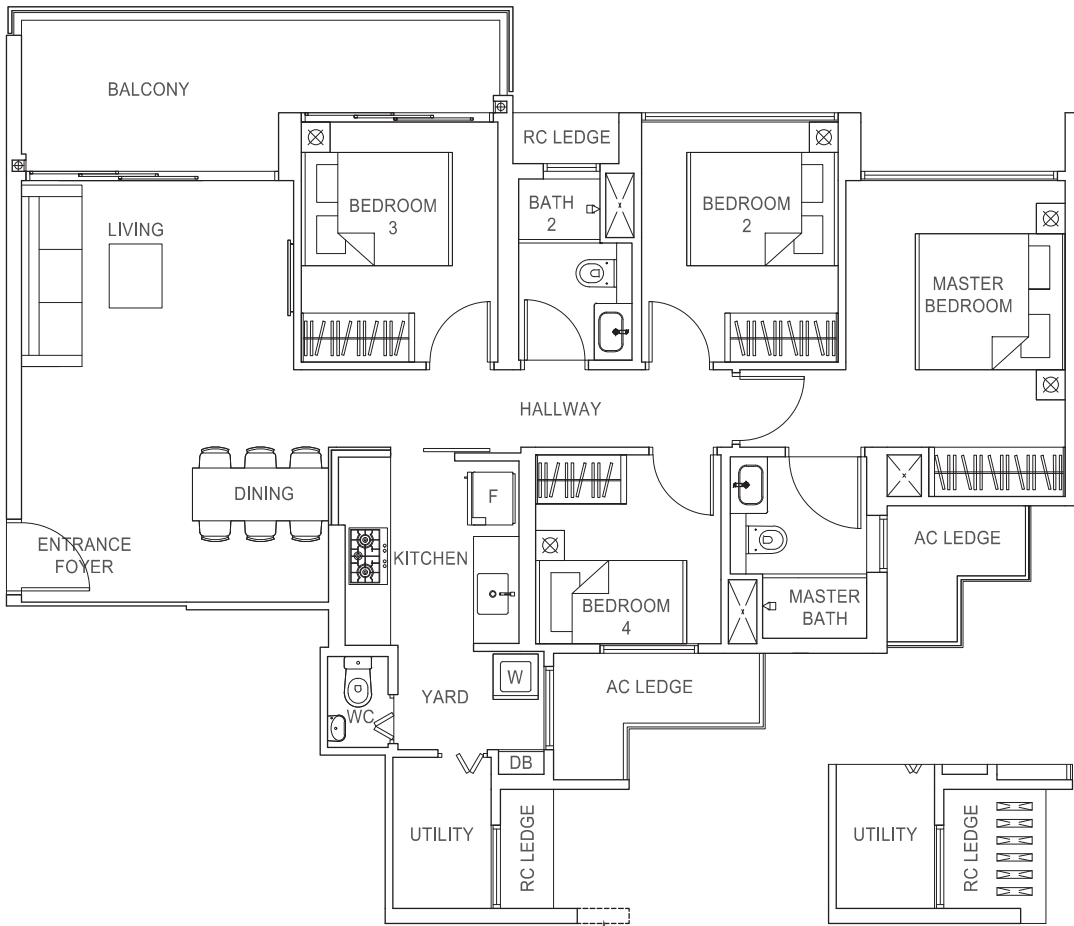 BALCONY
RC LEDGE
LIVING
BEDROOM
3
BATH
2
BEDROOM
2
MASTER
BEDROOM
HALLWAY
DINING
F
ENTRANCE
FOYER
KITCHEN
AC LEDGE
BEDROOM
4
MASTER
BATH
W
YARD
AC LEDGE
WC
DB
UTILITY
RC LEDGE
UTILITY
RC LEDGE